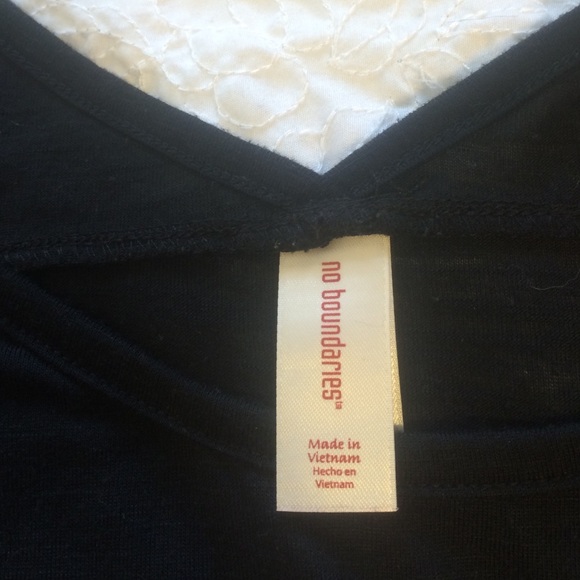 no boundaries™
Made in
Vietnam
Hecho en
Vietnam